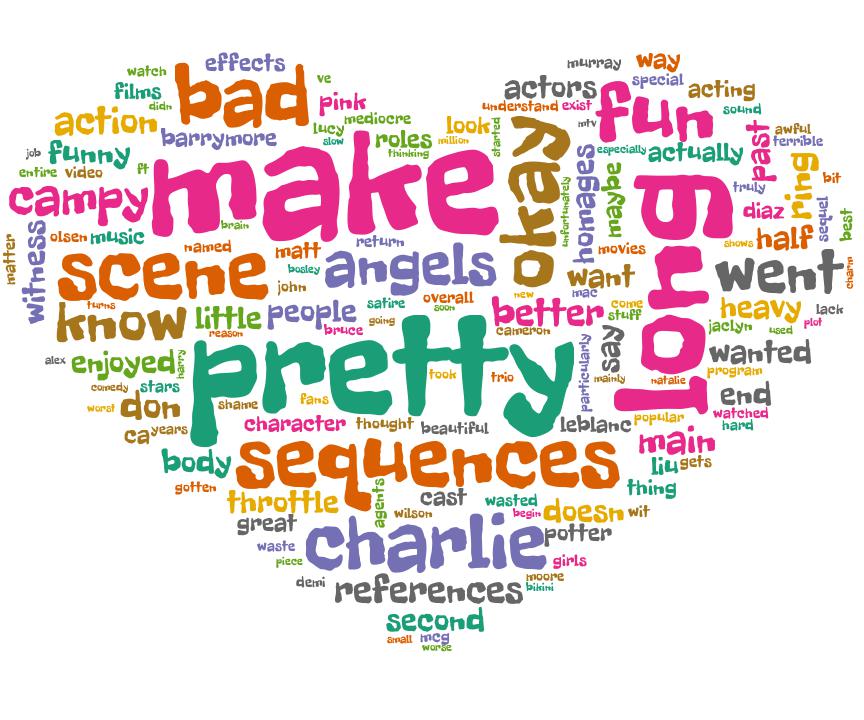 murray
way
effects
watch
bad
ve
special
films
actors
fun
acting
pink
didn
understand
exist
sound
action
mediocre
look
started
mtv
lucy
barrymore
slow
roles
million
okay
past
awful
terrible
job
funny
thinking
especially
actually
make
homages
entire
video
ft
maybe
ring
bit
long
truly
campy
unfortunately
diaz
sequel
best
brain
witness
olsen
music
named
matt
return
movies
shows
half
matter
scene
bosley
angels
want
went
charm
john
new
mac
satire
overall
soon
better
come
stuff
heavy
lack
turns
know
little
people
going
bruce
cameron
jaclyn
used
plot
reason
pretty
particularly
say
wanted
alex
enjoyed
harry
took
trio
mainly
natalie
program
comedy
stars
end
worst
don
shame
fans
popular
watched
hard
ca
years
character
thought
beautiful
leblanc
main
body
sequences
liu
gets
gotten
thing
throttle
agents
cast
wasted
great
wilson
begin
doesn
wit
waste
charlie
potter
piece
girls
demi
references
moore
bikini
second
small
mcg
worse